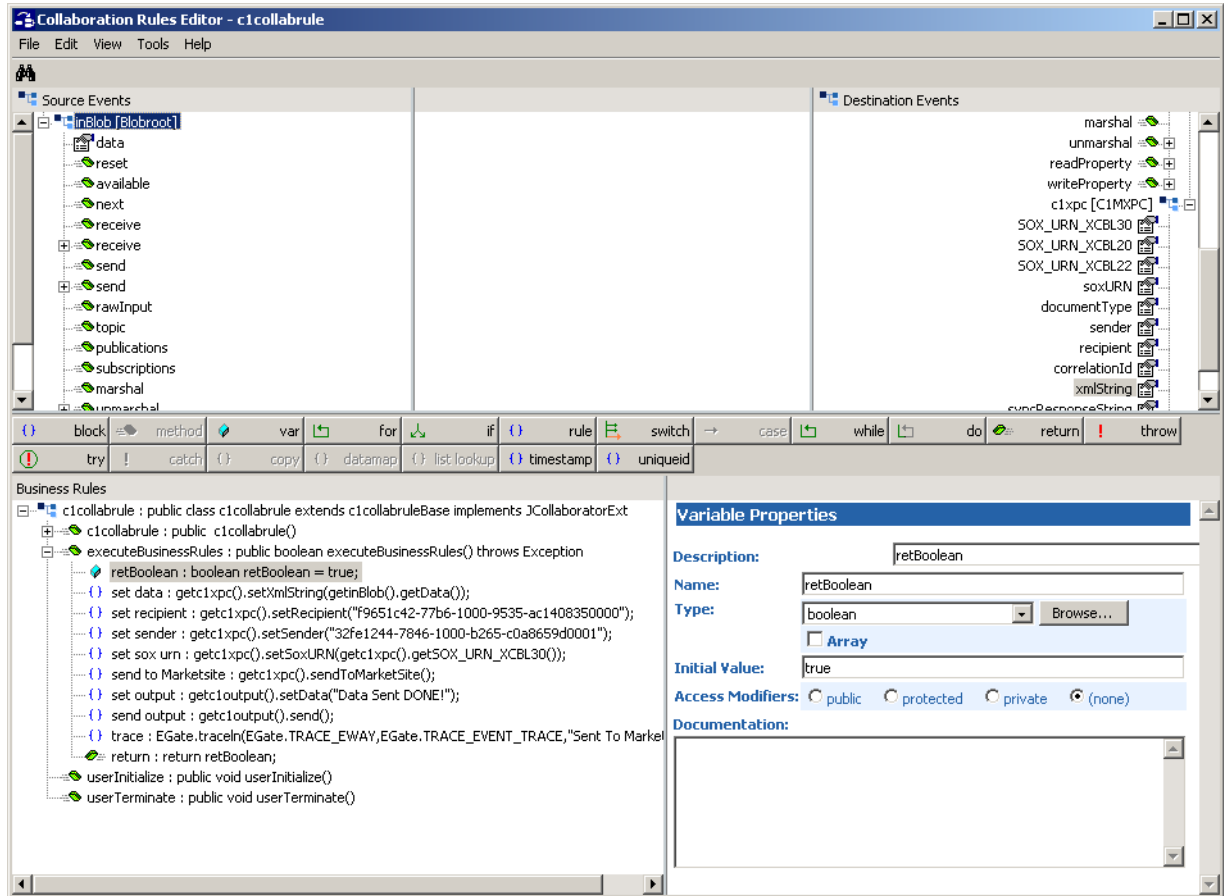 Collaboration Rules Editor - c1collabrule
File Edit View Tools Help
Source Events
Destination Events
inBlob [Blobroot]
data
reset
available
next
receive
receive
send
send
rawInput
topic
publications
subscriptions
marshal
unmarshal
marshal
unmarshal
readProperty
writeProperty
c1xpc [C1MXPC]
SOX_URN_XCBL30
SOX_URN_XCBL20
SOX_URN_XCBL22
soxURN
documentType
sender
recipient
correlationId
xmlString
syncResponseString
{} block method var for if {} rule switch → case while do return ! throw
! try ! catch {} copy {} datamap {} list lookup {} timestamp {} uniqueid
Business Rules
c1collabrule : public class c1collabrule extends c1collabruleBase implements JCollaboratorExt
c1collabrule : public c1collabrule()
executeBusinessRules : public boolean executeBusinessRules() throws Exception
retBoolean : boolean retBoolean = true;
{} set data : getc1xpc().setXmlString(getinBlob().getData());
{} set recipient : getc1xpc().setRecipient("f9651c42-77b6-1000-9535-ac1408350000");
{} set sender : getc1xpc().setSender("32fe1244-7846-1000-b265-c0a8659d0001");
{} set sox urn : getc1xpc().setSoxURN(getc1xpc().getSOX_URN_XCBL30());
{} send to Marketsite : getc1xpc().sendToMarketSite();
{} set output : getc1output().setData("Data Sent DONE!");
{} send output : getc1output().send();
{} trace : EGate.traceln(EGate.TRACE_EWAY,EGate.TRACE_EVENT_TRACE,"Sent To Market
return : return retBoolean;
userInitialize : public void userInitialize()
userTerminate : public void userTerminate()
Variable Properties
Description: retBoolean
Name: retBoolean
Type: boolean Browse...
Array
Initial Value: true
Access Modifiers: public protected private (none)
Documentation: